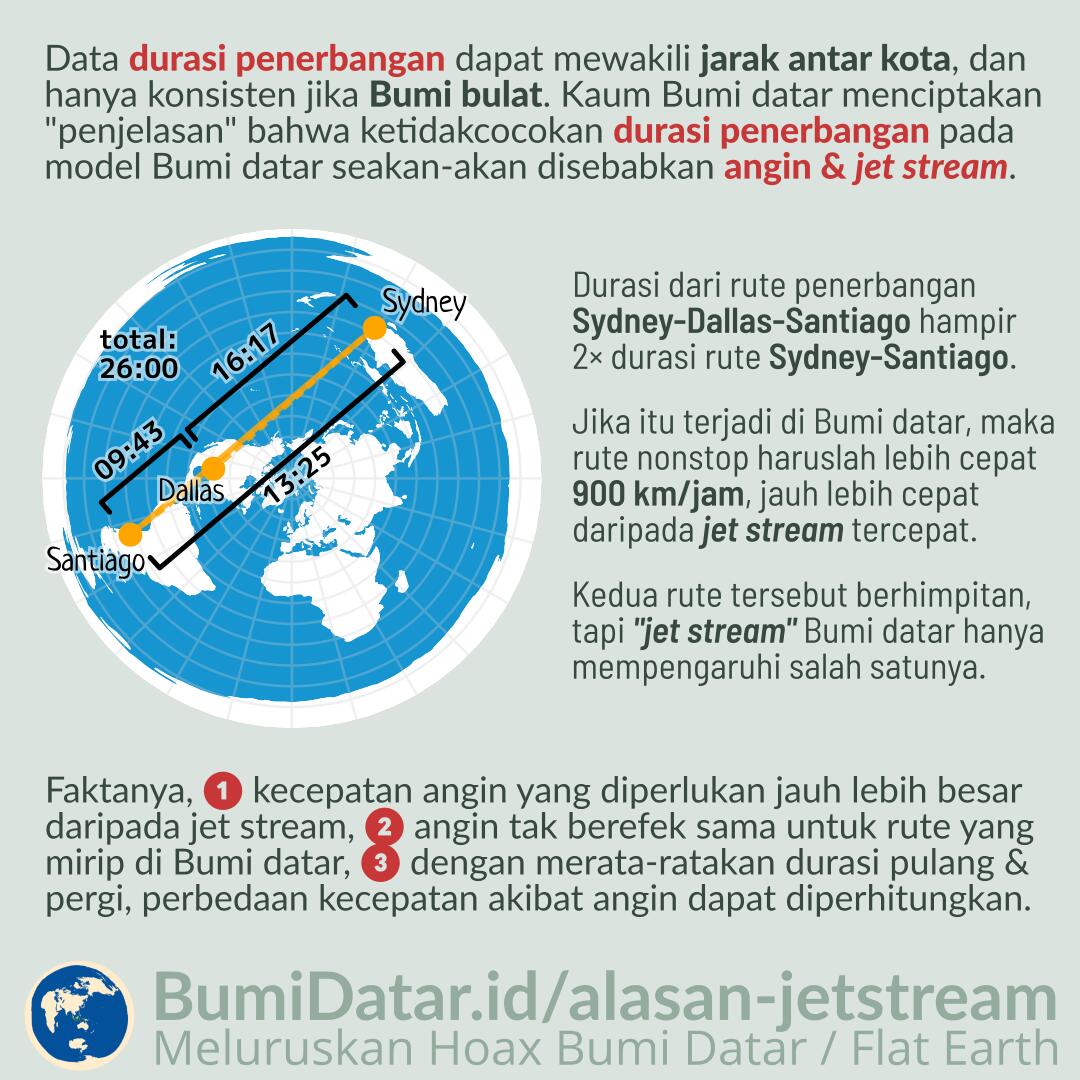 Data durasi penerbangan dapat mewakili jarak antar kota, dan
hanya konsisten jika Bumi bulat. Kaum Bumi datar menciptakan
"penjelasan" bahwa ketidakcocokan durasi penerbangan pada
model Bumi datar seakan-akan disebabkan angin & jet stream.
Sydney
total:
26:00
16:17
09:43
Dallas
13:25
Santiago
Durasi dari rute penerbangan
Sydney-Dallas-Santiago hampir
2× durasi rute Sydney-Santiago.
Jika itu terjadi di Bumi datar, maka
rute nonstop haruslah lebih cepat
900 km/jam, jauh lebih cepat
daripada jet stream tercepat.
Kedua rute tersebut berhimpitan,
tapi "jet stream" Bumi datar hanya
mempengaruhi salah satunya.
Faktanya, 1 kecepatan angin yang diperlukan jauh lebih besar
daripada jet stream, 2 angin tak berefek sama untuk rute yang
mirip di Bumi datar, 3 dengan merata-ratakan durasi pulang &
pergi, perbedaan kecepatan akibat angin dapat diperhitungkan.
BumiDatar.id/alasan-jetstream
Meluruskan Hoax Bumi Datar / Flat Earth